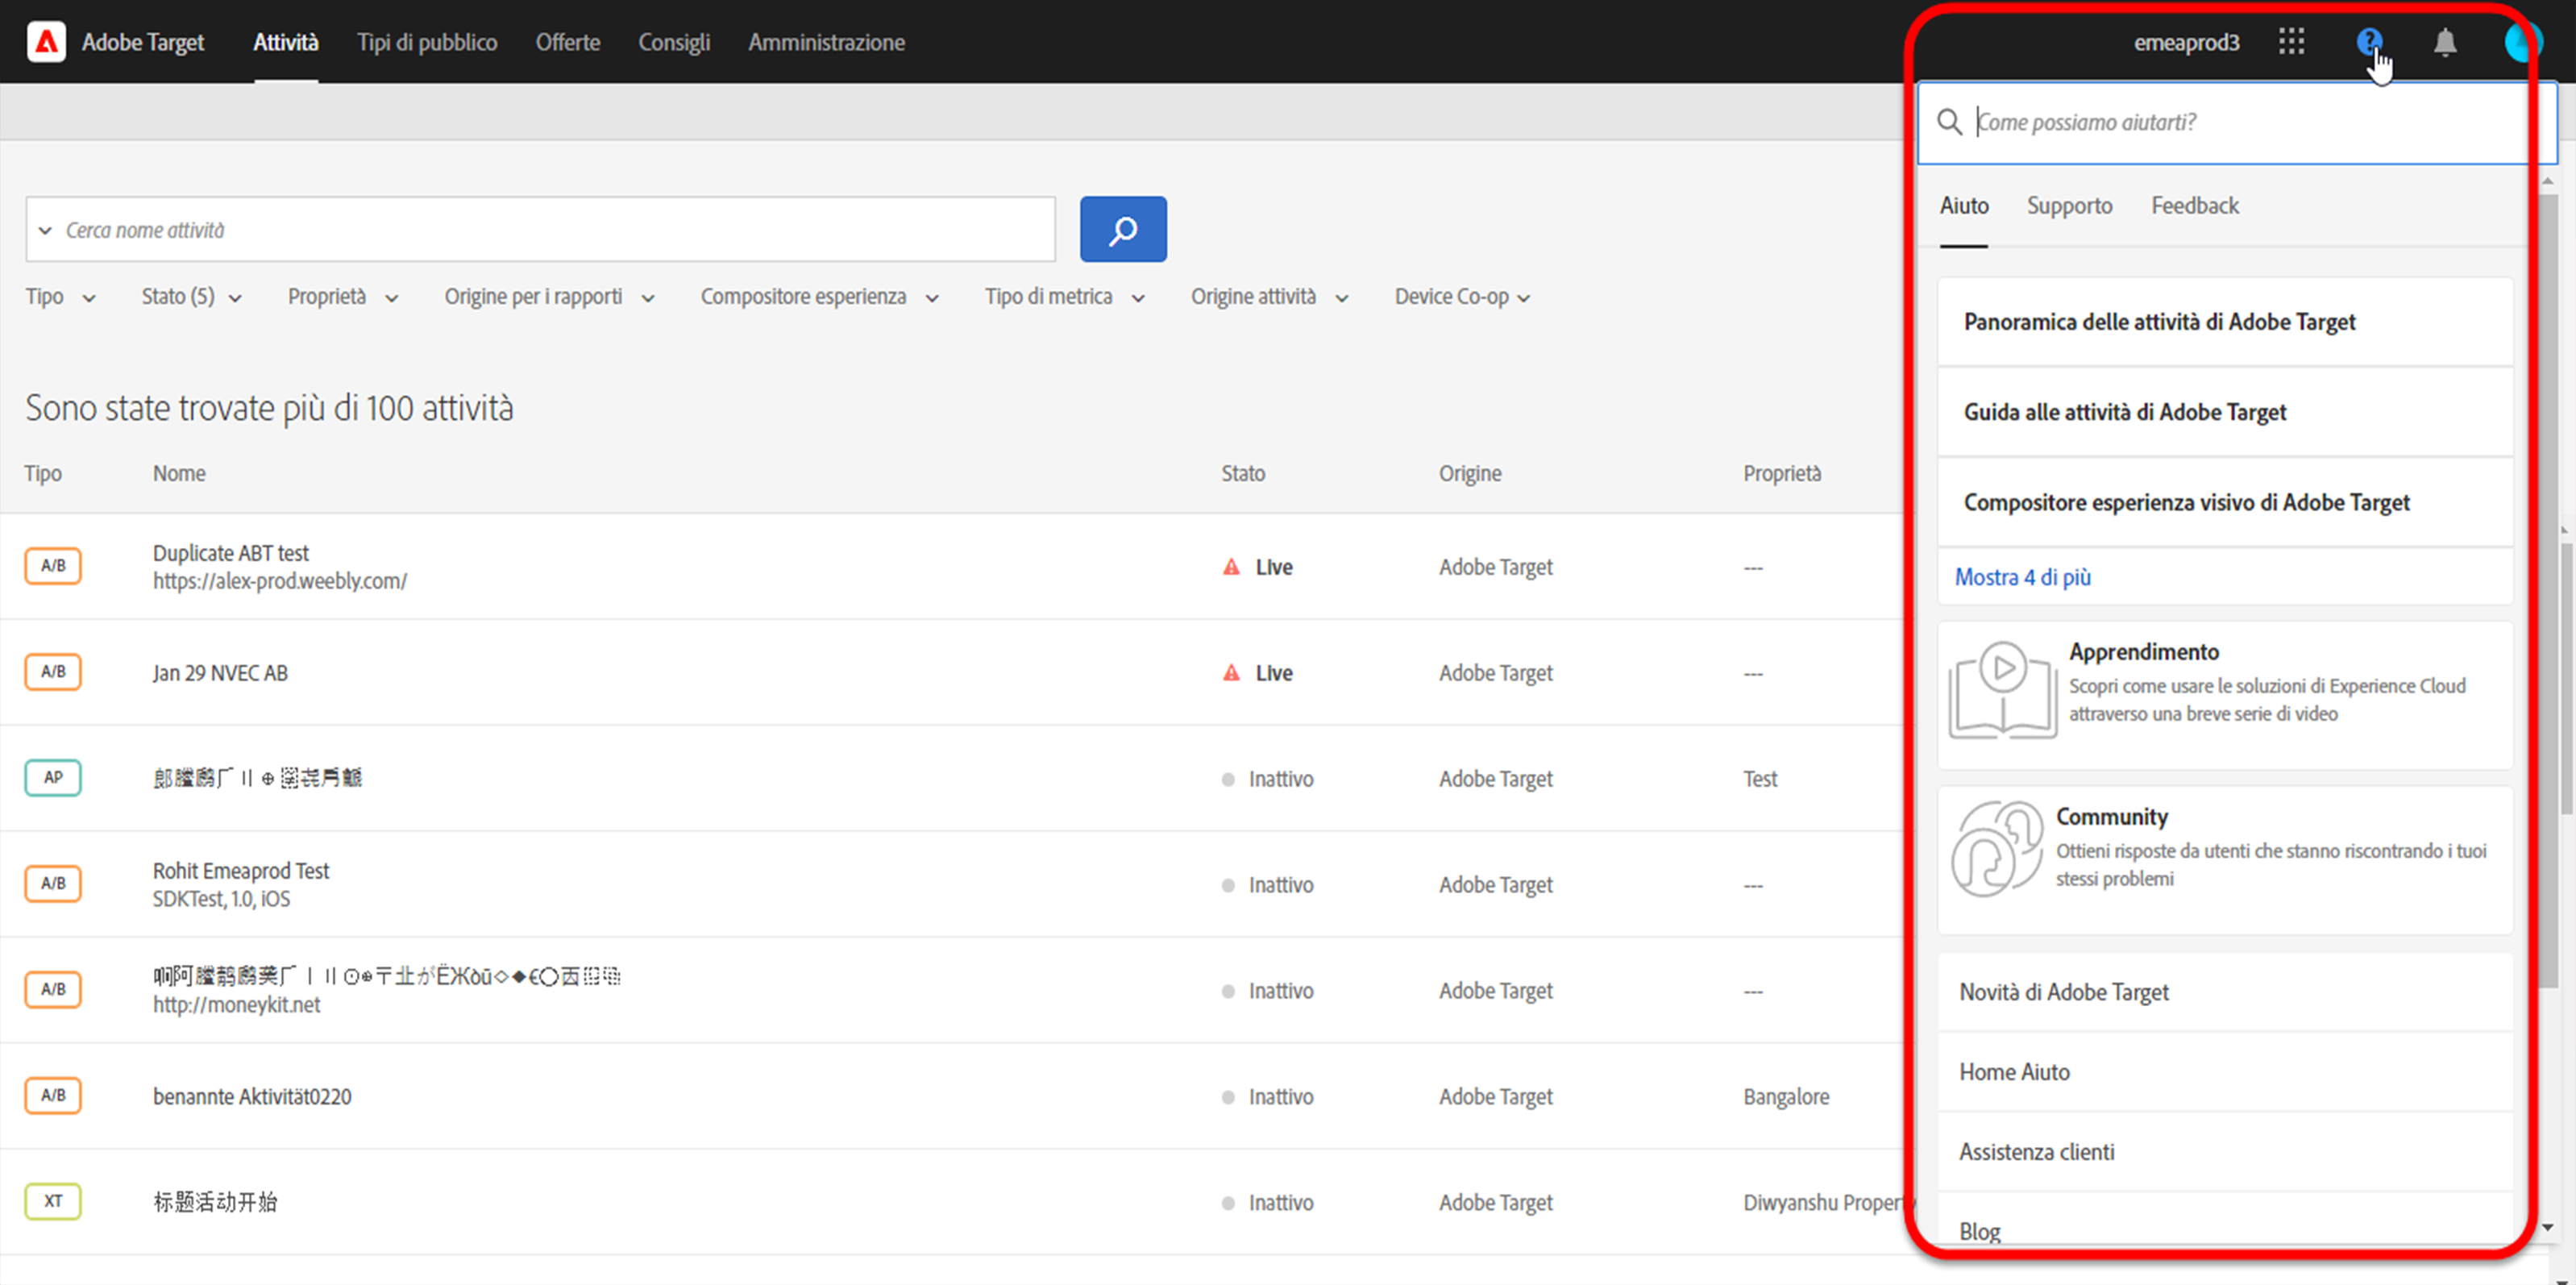 Adobe Target
Attività
Tipi di pubblico
Offerte
Consigli
Amministrazione
emeaprod3
Come possiamo aiutarti?
Aiuto
Supporto
Feedback
Cerca nome attività
Tipo
Stato (5)
Proprietà
Origine per i rapporti
Compositore esperienza
Tipo di metrica
Origine attività
Device Co-op
Sono state trovate più di 100 attività
Tipo
Nome
Stato
Origine
Proprietà
A/B
Duplicate ABT test
https://alex-prod.weebly.com/
Live
Adobe Target
---
A/B
Jan 29 NVEC AB
Live
Adobe Target
---
AP
Inattivo
Adobe Target
Test
A/B
Rohit Emeaprod Test
SDKTest, 1.0, iOS
Inattivo
Adobe Target
---
A/B
http://moneykit.net
Inattivo
Adobe Target
---
A/B
benannte Aktivität0220
Inattivo
Adobe Target
Bangalore
XT
标题活动开始
Inattivo
Adobe Target
Diwyanshu Property
Panoramica delle attività di Adobe Target
Guida alle attività di Adobe Target
Compositore esperienza visivo di Adobe Target
Mostra 4 di più
Apprendimento
Scopri come usare le soluzioni di Experience Cloud
attraverso una breve serie di video
Community
Ottieni risposte da utenti che stanno riscontrando i tuoi
stessi problemi
Novità di Adobe Target
Home Aiuto
Assistenza clienti
Blog